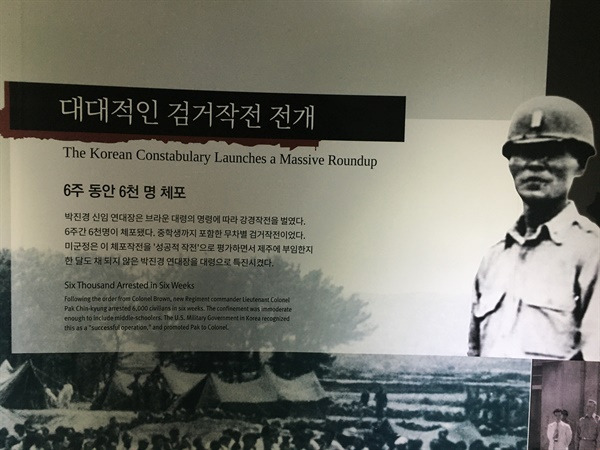 대대적인 검거작전 전개
The Korean Constabulary Launches a Massive Roundup
6주 동안 6천 명 체포
박진경 신임 연대장은 브라운 대령의 명령에 따라 강경작전을 벌였다.
6주간 6천명이 체포됐다. 중학생까지 포함한 무차별 검거작전이었다.
미군정은 이 체포작전을 '성공적 작전'으로 평가하면서 제주에 부임한지
한 달도 채 되지 않은 박진경 연대장을 대령으로 특진시켰다.
Six Thousand Arrested in Six Weeks
Following the order from Colonel Brown, new Regiment commander Lieutenant Colonel
Pak Chin-kyung arrested 6,000 civilians in six weeks. The confinement was immoderate
enough to include middle-schoolers. The U.S. Military Government in Korea recognized
this as a "successful operation." and promoted Pak to Colonel.